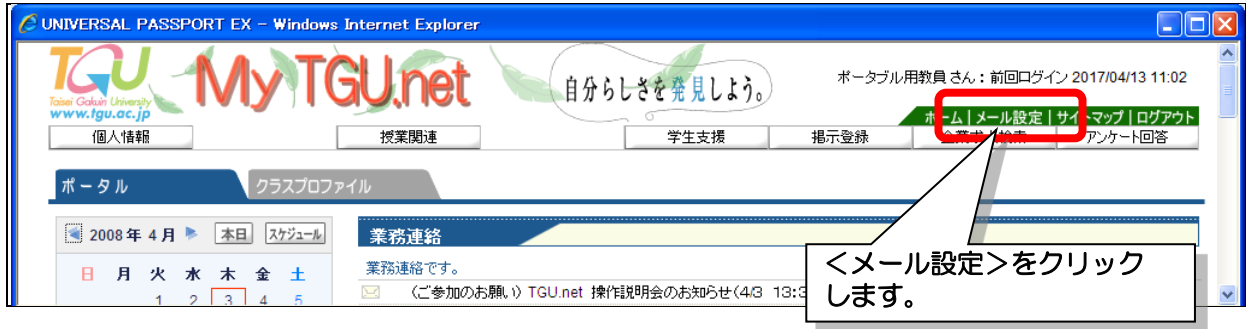 UNIVERSAL PASSPORT EX - Windows Internet Explorer
TGU My TGU.net 自分らしさを発見しよう。 ポータブル用教員 さん：前回ログイン 2017/04/13 11:02
Taisei Gakuin University
www.tgu.ac.jp
ホーム | メール設定 | サイトマップ | ログアウト
個人情報 授業関連 学生支援 掲示登録 アンケート回答
ポータル クラスプロファイル
2008 年 4 月 本日 スケジュール 業務連絡
日 月 火 水 木 金 土 業務連絡です。
1 2 3 4 5 （ご参加のお願い）TGU.net 操作説明会のお知らせ（4/3 13:3
＜メール設定＞をクリック
します。